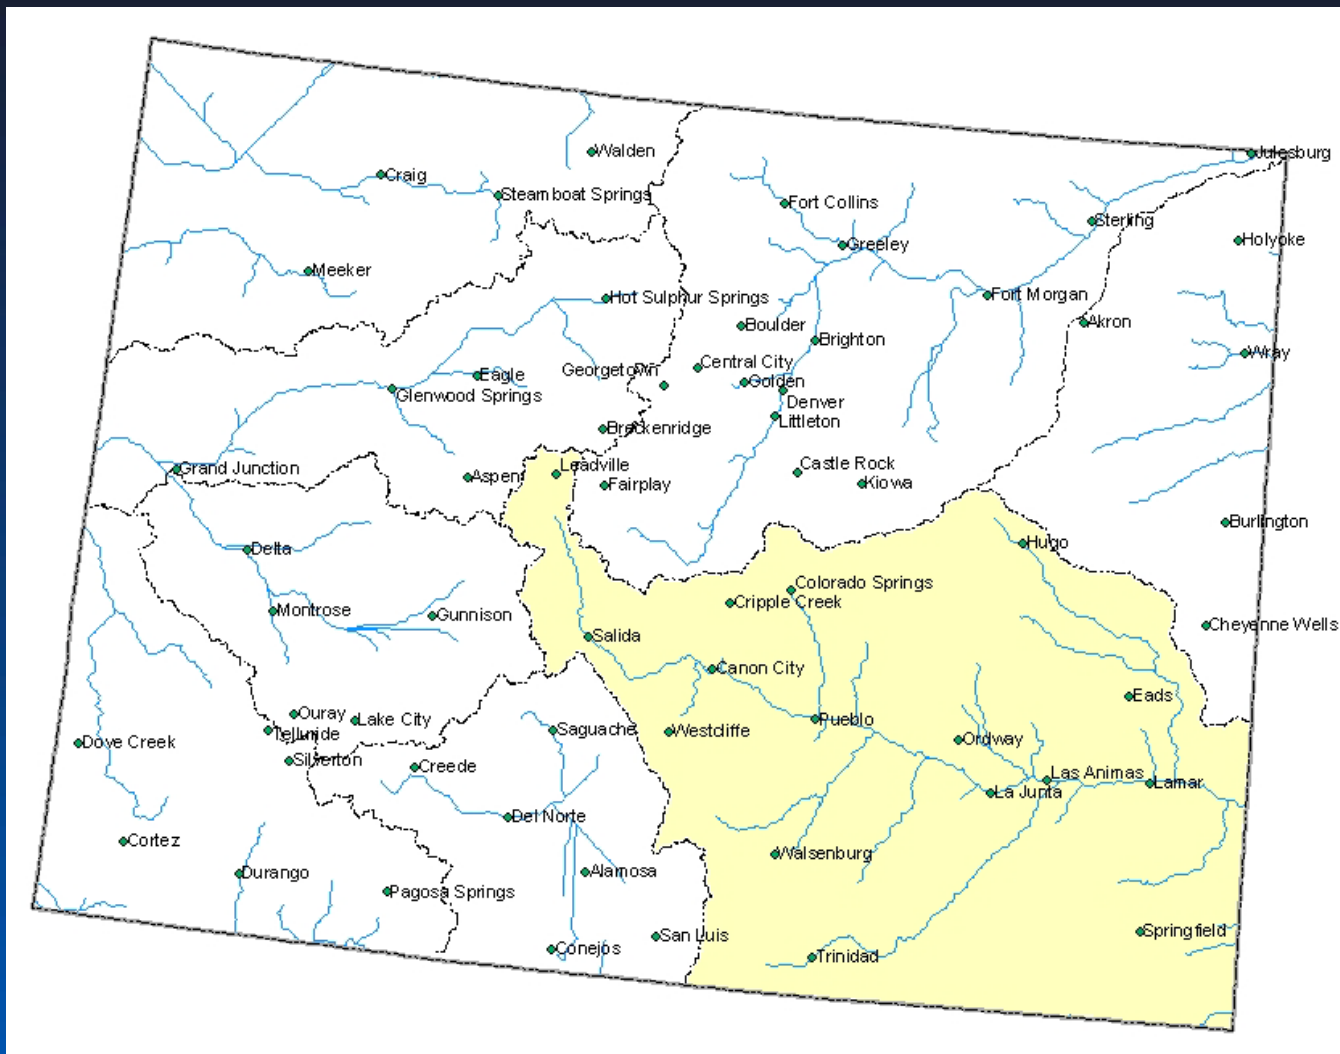 Julesburg
Walden
Craig
Steamboat Springs
Fort Collins
Sterling
Holyoke
Greeley
Meeker
Hot Sulphur Springs
Fort Morgan
Boulder
Akron
Brighton
Wray
Central City
Georgetown
Eagle
Golden
Glenwood Springs
Denver
Littleton
Breckenridge
Grand Junction
Leadville
Castle Rock
Aspen
Fairplay
Kiowa
Burlington
Delta
Hugo
Colorado Springs
Cripple Creek
Montrose
Gunnison
Salida
Cheyenne Wells
Canon City
Eads
Ouray
Lake City
Pueblo
Telluride
Saguache
Westcliffe
Dove Creek
Ordway
Silverton
Creede
Las Animas
Lamar
La Junta
Del Norte
Cortez
Walsenburg
Durango
Alamosa
Pagosa Springs
San Luis
Springfield
Conejos
Trinidad